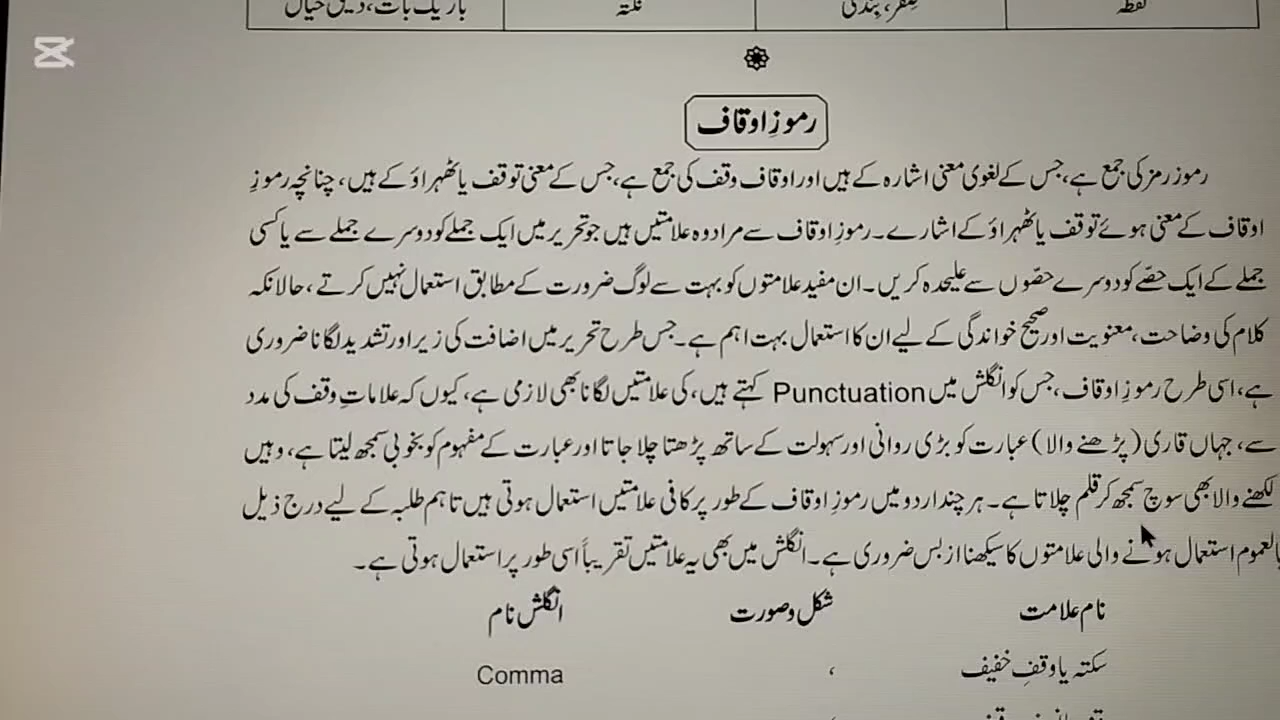 نقطہ صِفر، بِندی نکتہ باریک بات، دقیق خیال
رموزِ اوقاف
رموز رمز کی جمع ہے، جس کے لغوی معنی اشارہ کے ہیں اور اوقاف وقف کی جمع ہے، جس کے معنی توقف یا ٹھہراؤ کے ہیں، چنانچہ رموزِ
اوقاف کے معنی ہوئے توقف یا ٹھہراؤ کے اشارے۔ رموزِ اوقاف سے مراد وہ علامتیں ہیں جو تحریر میں ایک جملے کو دوسرے جملے سے یا کسی
جملے کے ایک حصّے کو دوسرے حصّوں سے علیحدہ کریں۔ ان مفید علامتوں کو بہت سے لوگ ضرورت کے مطابق استعمال نہیں کرتے، حالانکہ
کلام کی وضاحت، معنویت اور صحیح خواندگی کے لیے ان کا استعمال بہت اہم ہے۔ جس طرح تحریر میں اضافت کی زیر اور تشدید لگانا ضروری
ہے، اسی طرح رموزِ اوقاف، جس کو انگلش میں Punctuation کہتے ہیں، کی علامتیں لگانا بھی لازمی ہے، کیوں کہ علاماتِ وقف کی مدد
سے، جہاں قاری (پڑھنے والا) عبارت کو بڑی روانی اور سہولت کے ساتھ پڑھتا چلا جاتا اور عبارت کے مفہوم کو بخوبی سمجھ لیتا ہے، وہیں
لکھنے والا بھی سوچ سمجھ کر قلم چلاتا ہے۔ ہر چند اردو میں رموزِ اوقاف کے طور پر کافی علامتیں استعمال ہوتی ہیں تاہم طلبہ کے لیے درج ذیل
بالعموم استعمال ہونے والی علامتوں کا سیکھنا از بس ضروری ہے۔ انگلش میں بھی یہ علامتیں تقریباً اسی طور پر استعمال ہوتی ہے۔
نام علامت شکل و صورت انگلش نام
سکتہ یا وقفِ خفیف ، Comma